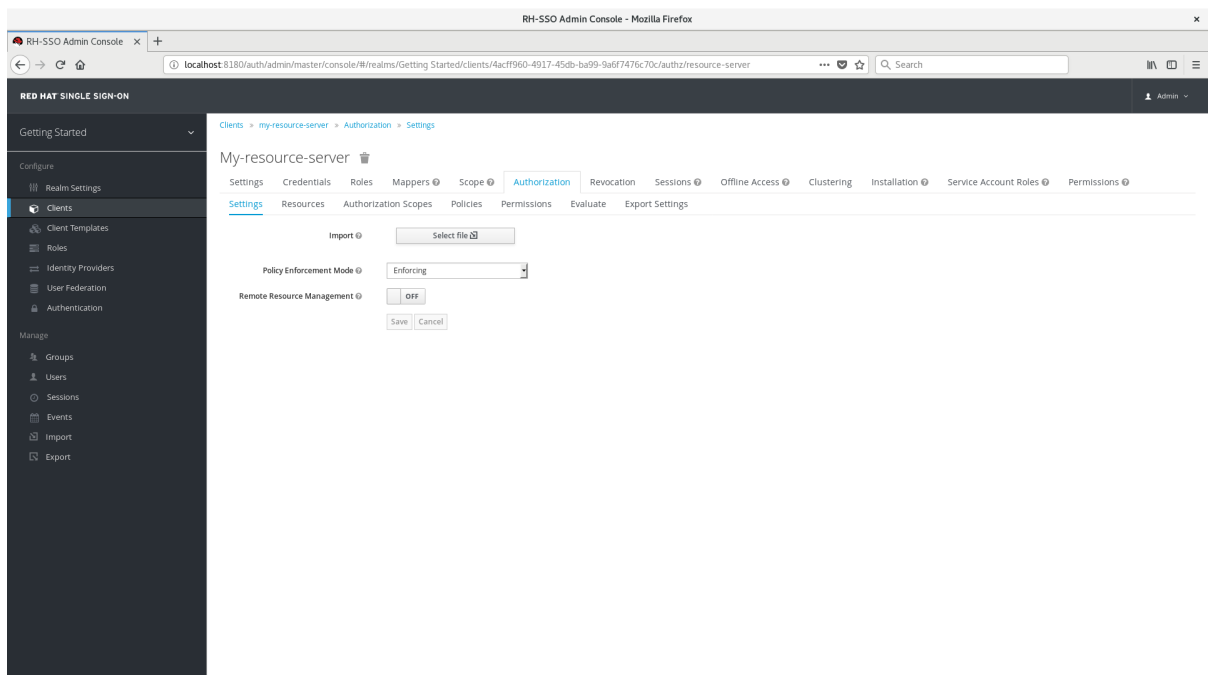 RH-SSO Admin Console - Mozilla Firefox
RH-SSO Admin Console
localhost:8180/auth/admin/master/console/#/realms/Getting Started/clients/4acff960-4917-45db-ba99-9a6f7476c70c/authz/resource-server
Search
RED HAT SINGLE SIGN-ON
Admin
Getting Started
Configure
Realm Settings
Clients
Client Templates
Roles
Identity Providers
User Federation
Authentication
Manage
Groups
Users
Sessions
Events
Import
Export
Clients » my-resource-server » Authorization » Settings
My-resource-server
Settings Credentials Roles Mappers Scope Authorization Revocation Sessions Offline Access Clustering Installation Service Account Roles Permissions
Settings Resources Authorization Scopes Policies Permissions Evaluate Export Settings
Import Select file
Policy Enforcement Mode Enforcing
Remote Resource Management OFF
Save Cancel